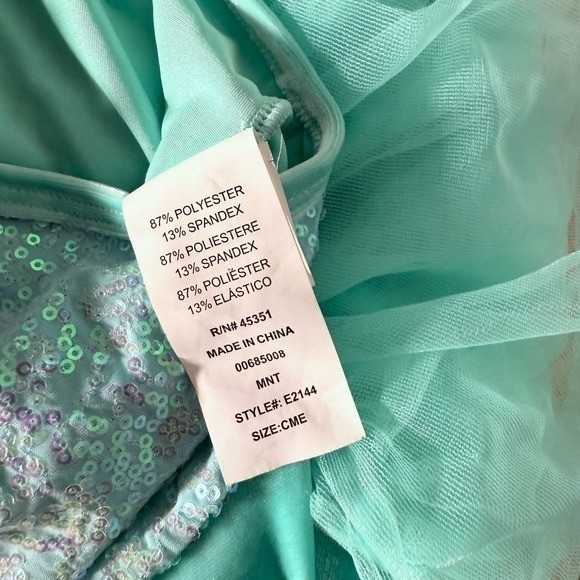 87% POLYESTER
13% SPANDEX
87% POLIESTERE
13% SPANDEX
87% POLIËSTER
13% ELÁSTICO
R/N# 45351
MADE IN CHINA
00685008
MNT
STYLE#: E2144
SIZE:CME